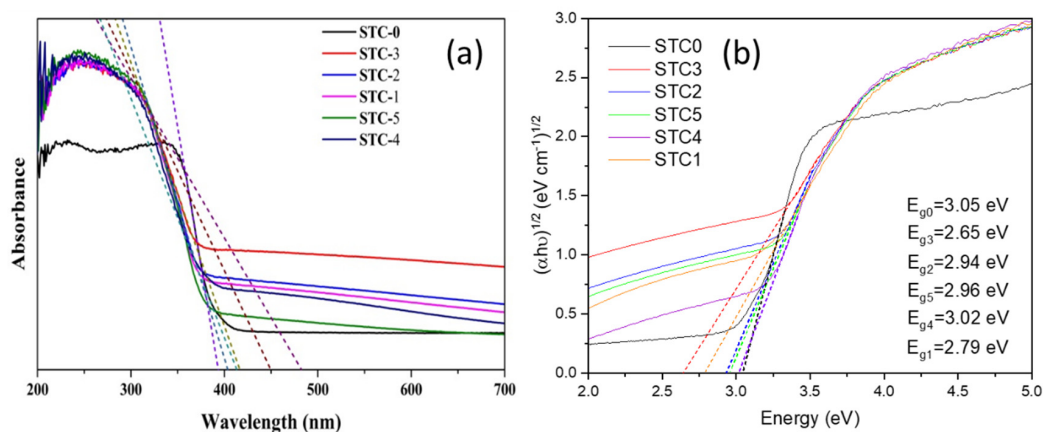 (a)
STC-0
STC-3
STC-2
STC-1
STC-5
STC-4
Absorbance
200
300
400
500
600
700
Wavelength (nm)
(b)
STC0
STC3
STC2
STC5
STC4
STC1
3.0
2.5
2.0
1.5
1.0
0.5
0.0
(αhυ)1/2 (eV cm-1)1/2
Eg0=3.05 eV
Eg3=2.65 eV
Eg2=2.94 eV
Eg5=2.96 eV
Eg4=3.02 eV
Eg1=2.79 eV
2.0
2.5
3.0
3.5
4.0
4.5
5.0
Energy (eV)